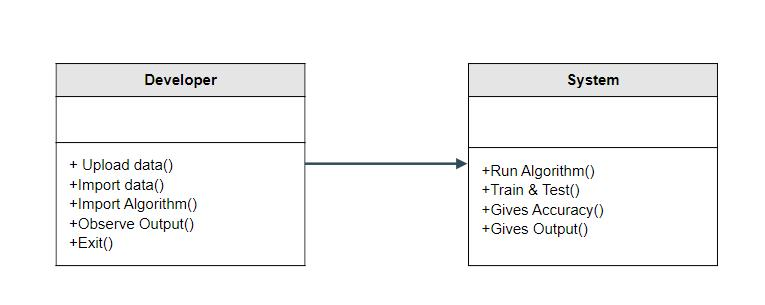 Developer
+ Upload data()
+Import data()
+Import Algorithm()
+Observe Output()
+Exit()
System
+Run Algorithm()
+Train & Test()
+Gives Accuracy()
+Gives Output()